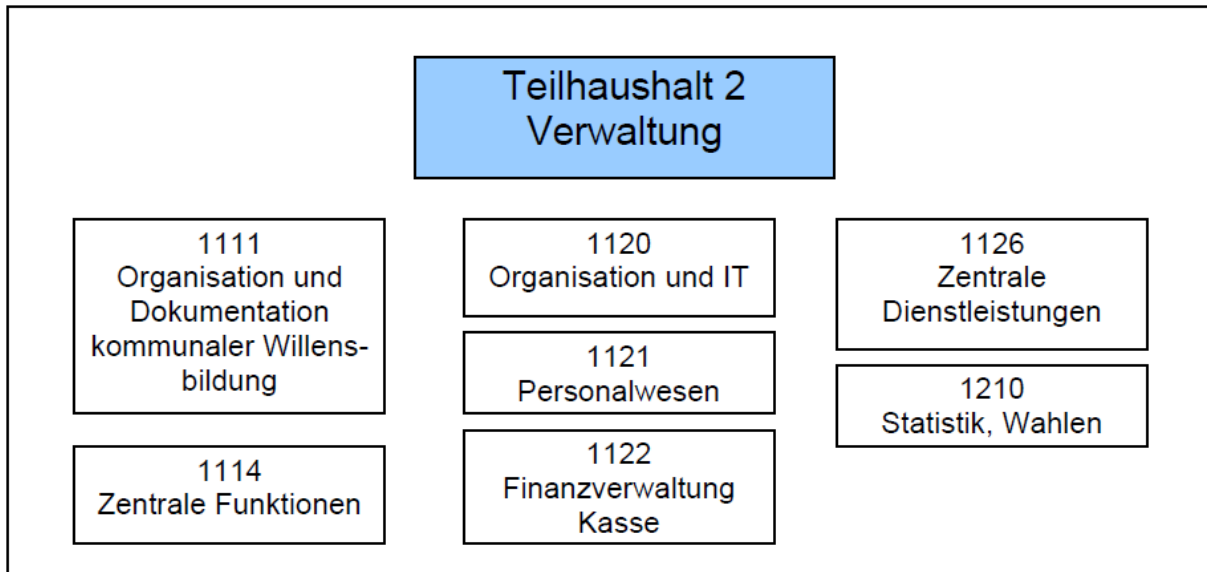 Teilhaushalt 2
Verwaltung
1111
Organisation und
Dokumentation
kommunaler Willens-
bildung
1114
Zentrale Funktionen
1120
Organisation und IT
1121
Personalwesen
1122
Finanzverwaltung
Kasse
1126
Zentrale
Dienstleistungen
1210
Statistik, Wahlen